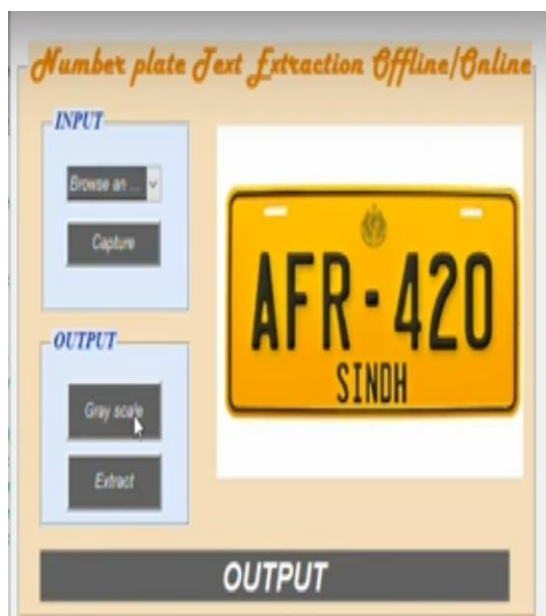 Number plate Text Extraction Offline/Online
INPUT
Browse an ...
Capture
AFR-420
SINDH
OUTPUT
Gray scale
Extract
OUTPUT